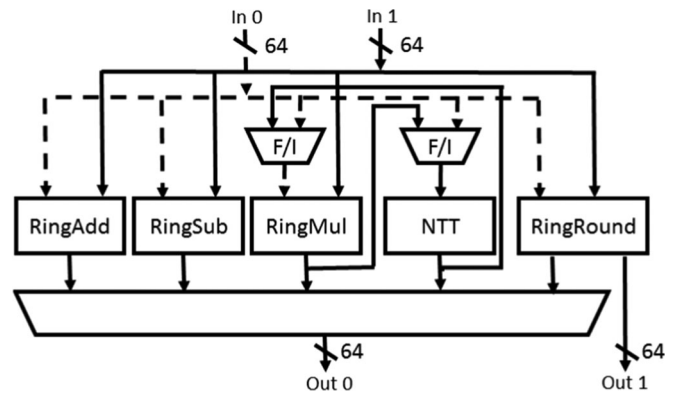 In 0
In 1
64
64
F/I
F/I
RingAdd
RingSub
RingMul
NTT
RingRound
64
64
Out 0
Out 1